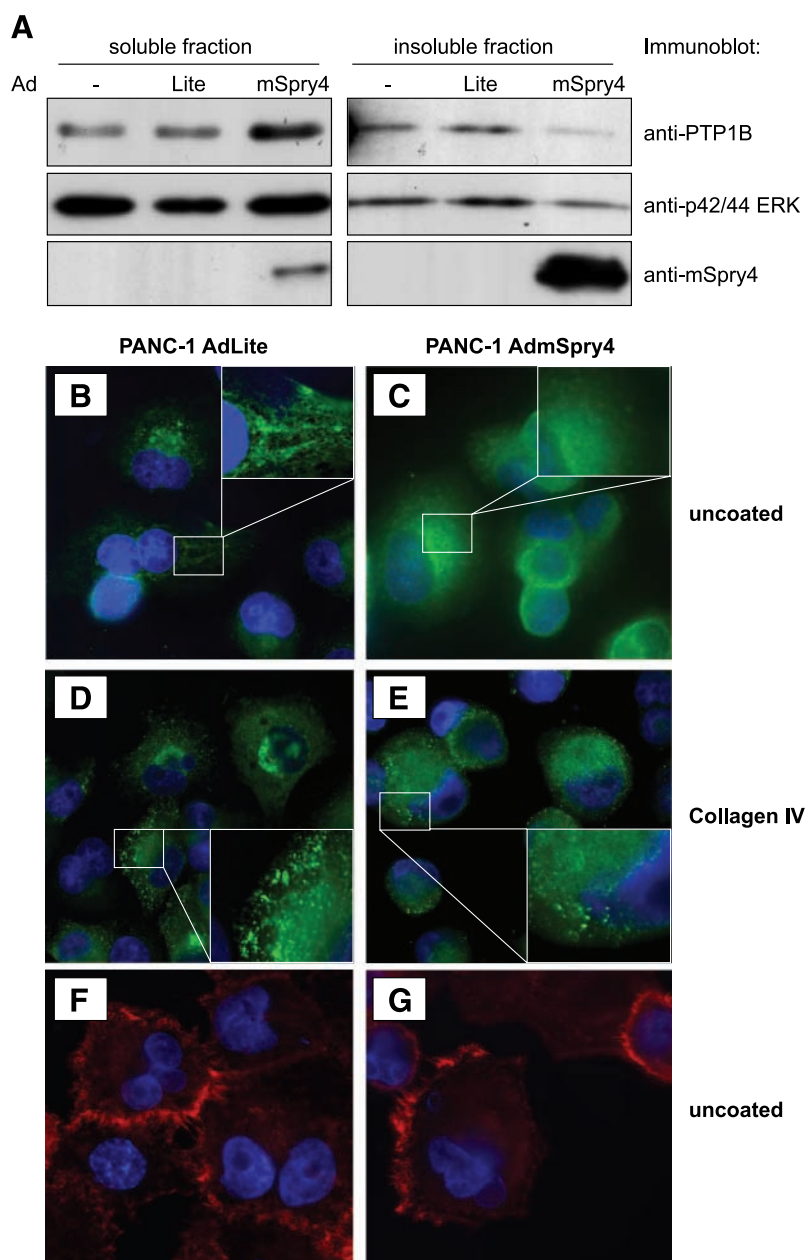 A
soluble fraction
insoluble fraction
Immunoblot:
Ad
-
Lite
mSpry4
-
Lite
mSpry4
anti-PTP1B
anti-p42/44 ERK
anti-mSpry4
PANC-1 AdLite
PANC-1 AdmSpry4
B
C
uncoated
D
E
Collagen IV
F
G
uncoated